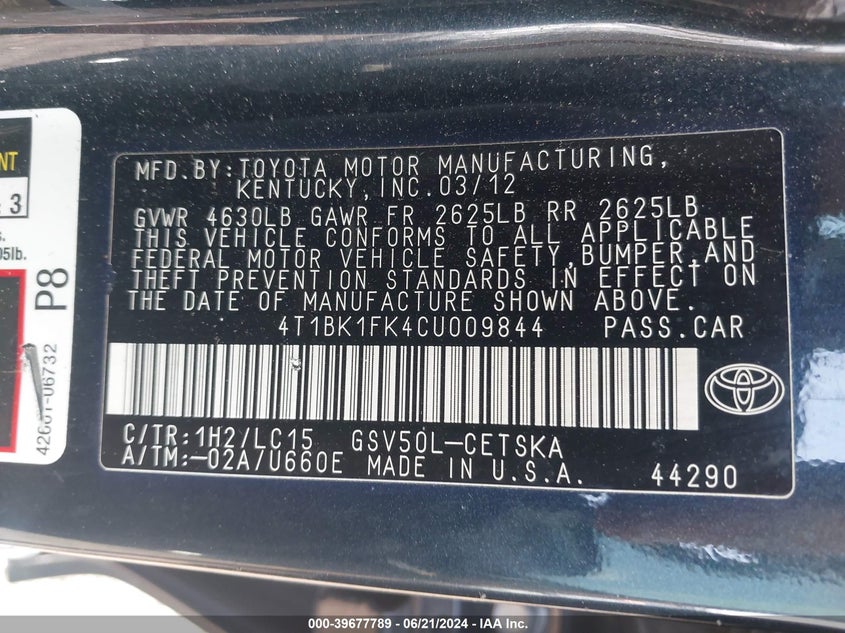 NT
: 3
s.
05lb.
P8
MFD.BY:TOYOTA MOTOR MANUFACTURING,
KENTUCKY,INC.03/12
GVWR 4630LB GAWR FR 2625LB RR 2625LB
THIS VEHICLE CONFORMS TO ALL APPLICABLE
FEDERAL MOTOR VEHICLE SAFETY,BUMPER,AND
THEFT PREVENTION STANDARDS IN EFFECT ON
THE DATE OF MANUFACTURE SHOWN ABOVE.
4T1BK1FK4CU009844 PASS.CAR
C/TR:1H2/LC15 GSV50L-CETSKA
A/TM:-02A/U660E MADE IN U.S.A. 44290
000-39677789 - 06/21/2024 - IAA Inc.